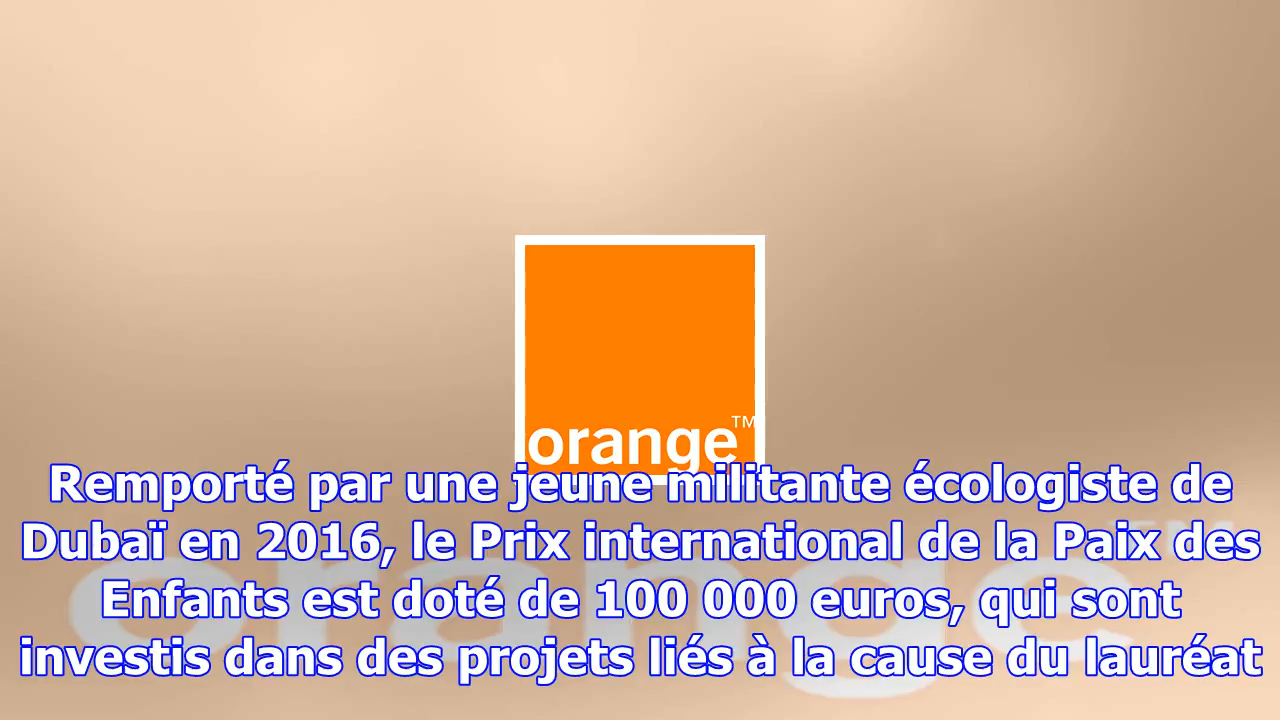 orange™
Remporté par une jeune militante écologiste de
Dubaï en 2016, le Prix international de la Paix des
Enfants est doté de 100 000 euros, qui sont
investis dans des projets liés à la cause du lauréat
orange™